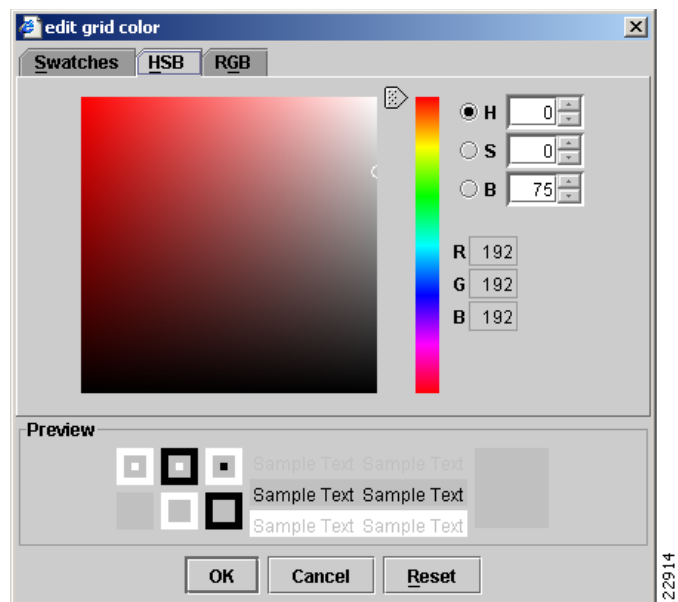 edit grid color
Swatches HSB RGB
H 0
S 0
B 75
R 192
G 192
B 192
Preview
Sample Text Sample Text
Sample Text Sample Text
Sample Text Sample Text
OK Cancel Reset
22914